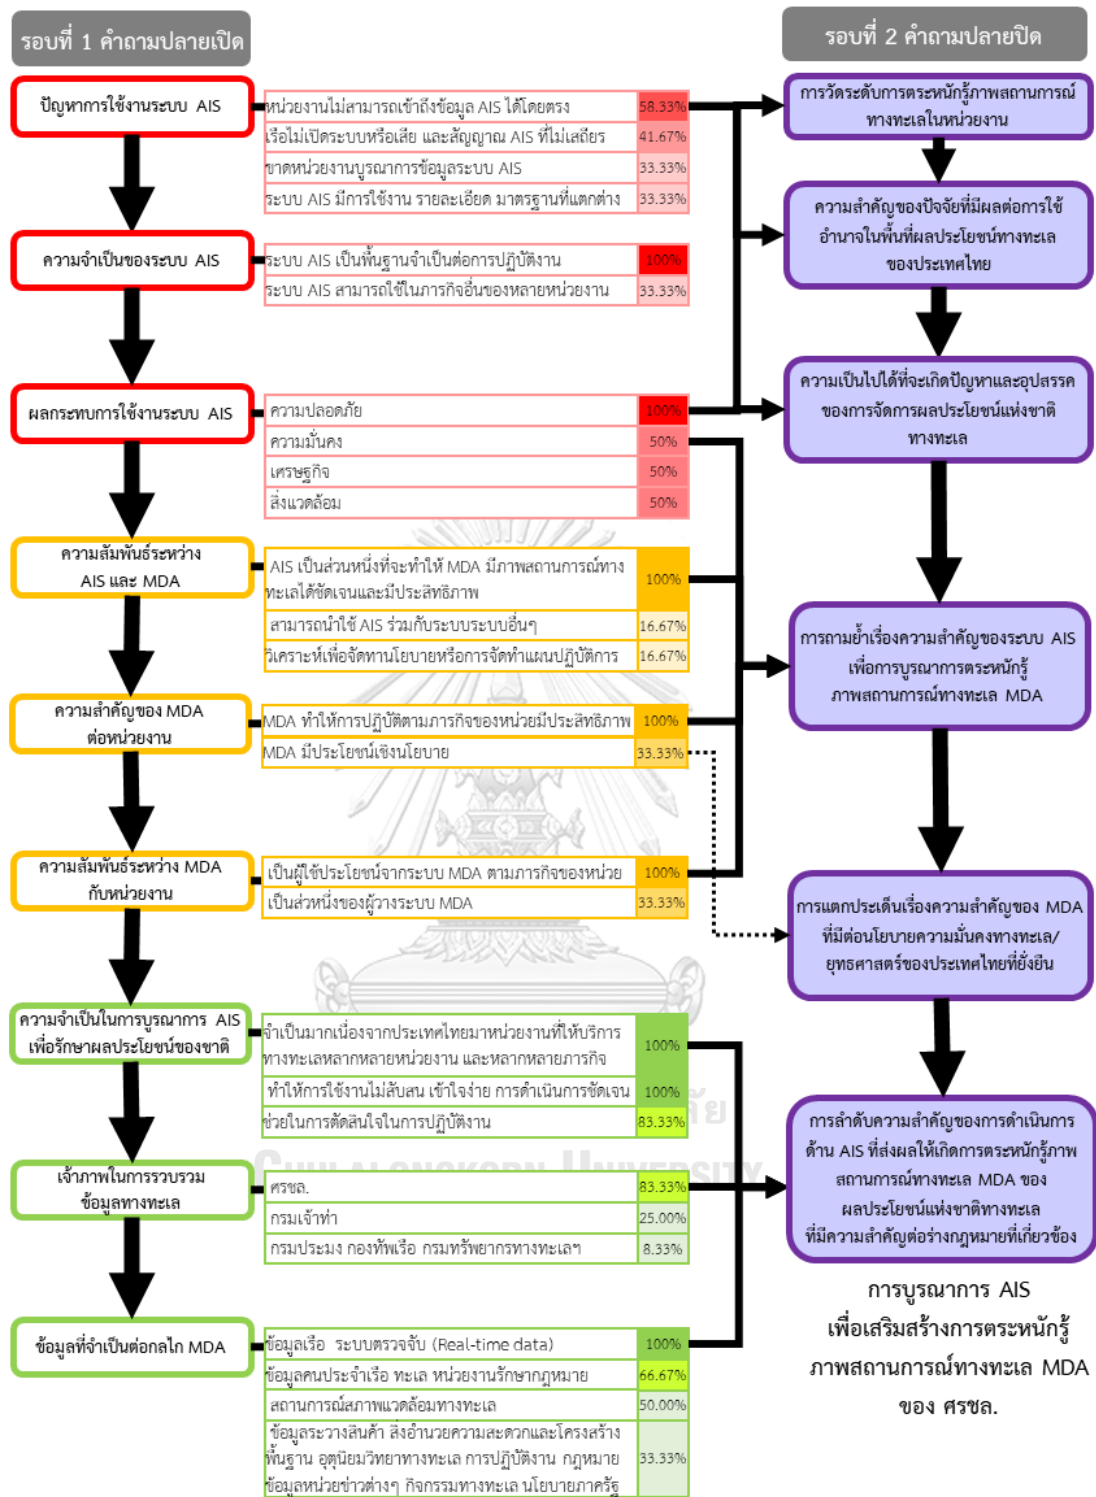 รอบที่ 1 คำถามปลายเปิด
รอบที่ 2 คำถามปลายปิด
ปัญหาการใช้งานระบบ AIS
หน่วยงานไม่สามารถเข้าถึงข้อมูล AIS ได้โดยตรง 58.33%
เรือไม่เปิดระบบหรือเสีย และสัญญาณ AIS ที่ไม่เสถียร 41.67%
ขาดหน่วยงานบูรณาการข้อมูลระบบ AIS 33.33%
ระบบ AIS มีการใช้งาน รายละเอียด มาตรฐานที่แตกต่าง 33.33%
ความจำเป็นของระบบ AIS
ระบบ AIS เป็นพื้นฐานจำเป็นต่อการปฏิบัติงาน 100%
ระบบ AIS สามารถใช้ในภารกิจอื่นของหลายหน่วยงาน 33.33%
ผลกระทบการใช้งานระบบ AIS
ความปลอดภัย 100%
ความมั่นคง 50%
เศรษฐกิจ 50%
สิ่งแวดล้อม 50%
ความสัมพันธ์ระหว่าง
AIS และ MDA
AIS เป็นส่วนหนึ่งที่จะทำให้ MDA มีภาพสถานการณ์ทาง
ทะเลได้ชัดเจนและมีประสิทธิภาพ 100%
สามารถนำใช้ AIS ร่วมกับระบบระบบอื่นๆ 16.67%
วิเคราะห์เพื่อจัดทานโยบายหรือการจัดทำแผนปฏิบัติการ 16.67%
ความสำคัญของ MDA
ต่อหน่วยงาน
MDA ทำให้การปฏิบัติตามภารกิจของหน่วยมีประสิทธิภาพ 100%
MDA มีประโยชน์เชิงนโยบาย 33.33%
ความสัมพันธ์ระหว่าง MDA
กับหน่วยงาน
เป็นผู้ใช้ประโยชน์จากระบบ MDA ตามภารกิจของหน่วย 100%
เป็นส่วหนึ่งของผู้วางระบบ MDA 33.33%
ความจำเป็นในการบูรณาการ AIS
เพื่อรักษาผลประโยชน์ของชาติ
จำเป็นมากเนื่องจากประเทศไทยมาหน่วยงานที่ให้บริการ
ทางทะเลหลากหลายหน่วยงาน และหลากหลายภารกิจ 100%
ทำให้การใช้งานไม่สับสน เข้าใจง่าย การดำเนินการชัดเจน 100%
ช่วยในการตัดสินใจในการปฏิบัติงาน 83.33%
เจ้าภาพในการรวบรวม
ข้อมูลทางทะเล
ศรชล. 83.33%
กรมเจ้าท่า 25.00%
กรมประมง กองทัพเรือ กรมทรัพยากรทางทะเลฯ 8.33%
ข้อมูลที่จำเป็นต่อกลไก MDA
ข้อมูลเรือ ระบบตรวจจับ (Real-time data) 100%
ข้อมูลคนประจำเรือ ทะเล หน่วยงานรักษากฎหมาย 66.67%
สถานการณ์สภาพแวดล้อมทางทะเล 50.00%
ข้อมูลระวางสินค้า สิ่งอำนวยความสะดวกและโครงสร้าง
พื้นฐาน อุตุนิยมวิทยาทางทะเล การปฏิบัติงาน กฎหมาย 33.33%
ข้อมูลหน่วยข่าวต่างๆ กิจกรรมทางทะเล นโยบายภาครัฐ
การวัดระดับการตระหนักรู้ภาพสถานการณ์
ทางทะเลในหน่วยงาน
ความสำคัญของปัจจัยที่มีผลต่อการใช้
อำนาจในพื้นที่ผลประโยชน์ทางทะเล
ของประเทศไทย
ความเป็นไปได้ที่จะเกิดปัญหาและอุปสรรค
ของการจัดการผลประโยชน์แห่งชาติ
ทางทะเล
การถามย้ำเรื่องความสำคัญของระบบ AIS
เพื่อการบูรณาการตระหนักรู้
ภาพสถานการณ์ทางทะเล MDA
การแตกประเด็นเรื่องความสำคัญของ MDA
ที่มีต่อนโยบายความมั่นคงทางทะเล/
ยุทธศาสตร์ของประเทศไทยที่ยั่งยืน
การลำดับความสำคัญของการดำเนินการ
ด้าน AIS ที่ส่งผลให้เกิดการตระหนักรู้ภาพ
สถานการณ์ทางทะเล MDA ของ
ผลประโยชน์แห่งชาติทางทะเล
ที่มีความสำคัญต่อร่างกฎหมายที่เกี่ยวข้อง
การบูรณาการ AIS
เพื่อเสริมสร้างการตระหนักรู้
ภาพสถานการณ์ทางทะเล MDA
ของ ศรชล.
CHULALONGKORN UNIVERSITY